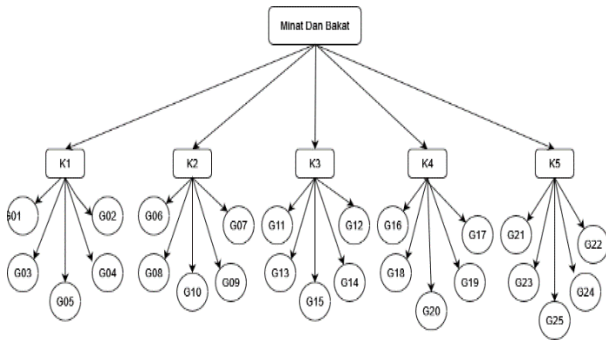 Minat Dan Bakat
K1 K2 K3 K4 K5
G01 G02 G06 G07 G11 G12 G16 G17 G21 G22
G03 G04 G08 G09 G13 G14 G18 G19 G23 G24
G05 G10 G15 G20 G25